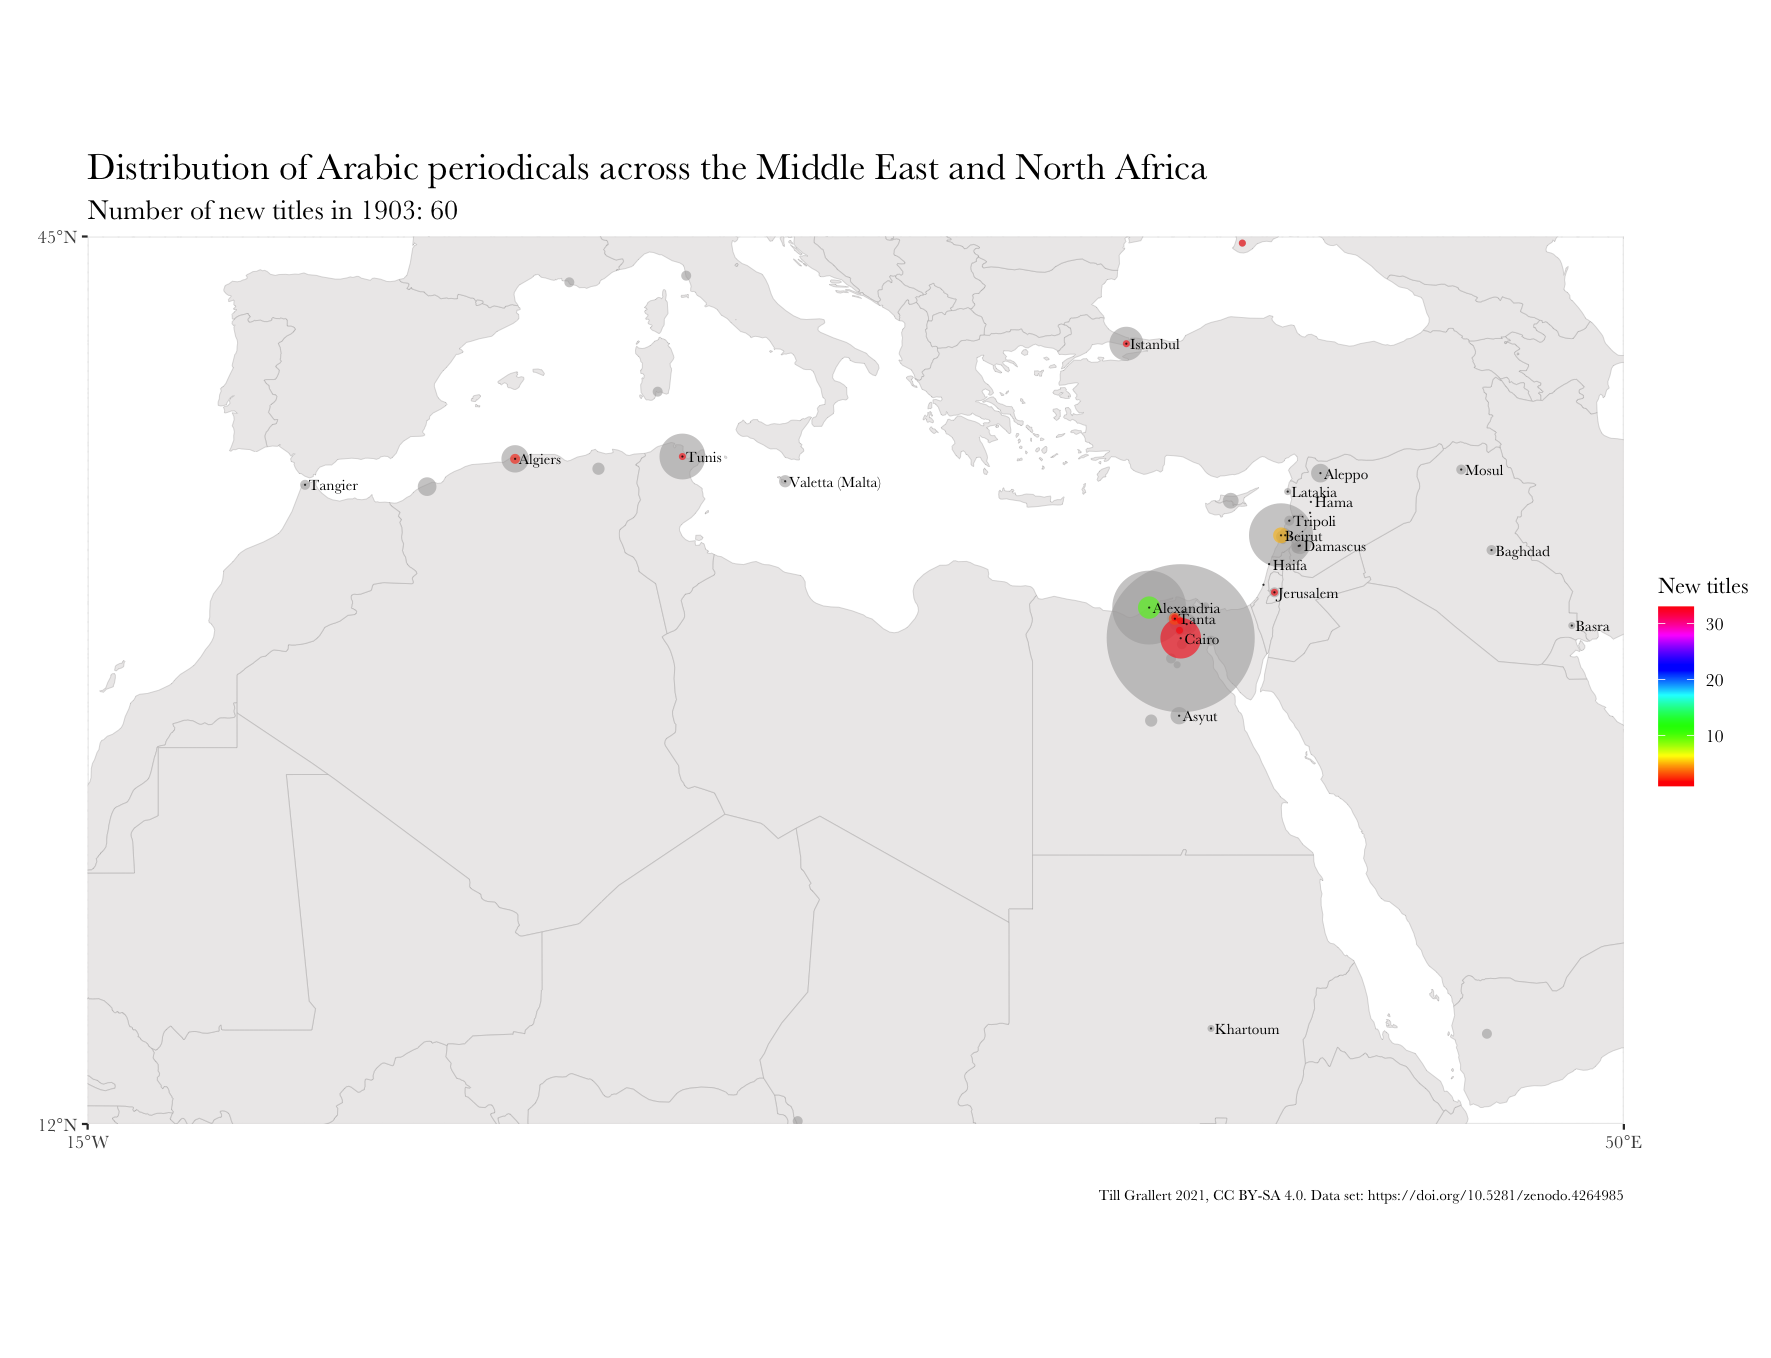 Distribution of Arabic periodicals across the Middle East and North Africa
Number of new titles in 1903: 60
45°N
Istanbul
Algiers
Tunis
Tangier
Valetta (Malta)
Aleppo
Mosul
Latakia
Hama
Tripoli
Beirut
Damascus
Baghdad
Haifa
Jerusalem
Alexandria
Tanta
Cairo
Basra
Asyut
Khartoum
New titles
30
20
10
12°N
15°W
50°E
Till Grallert 2021, CC BY-SA 4.0. Data set: https://doi.org/10.5281/zenodo.4264985